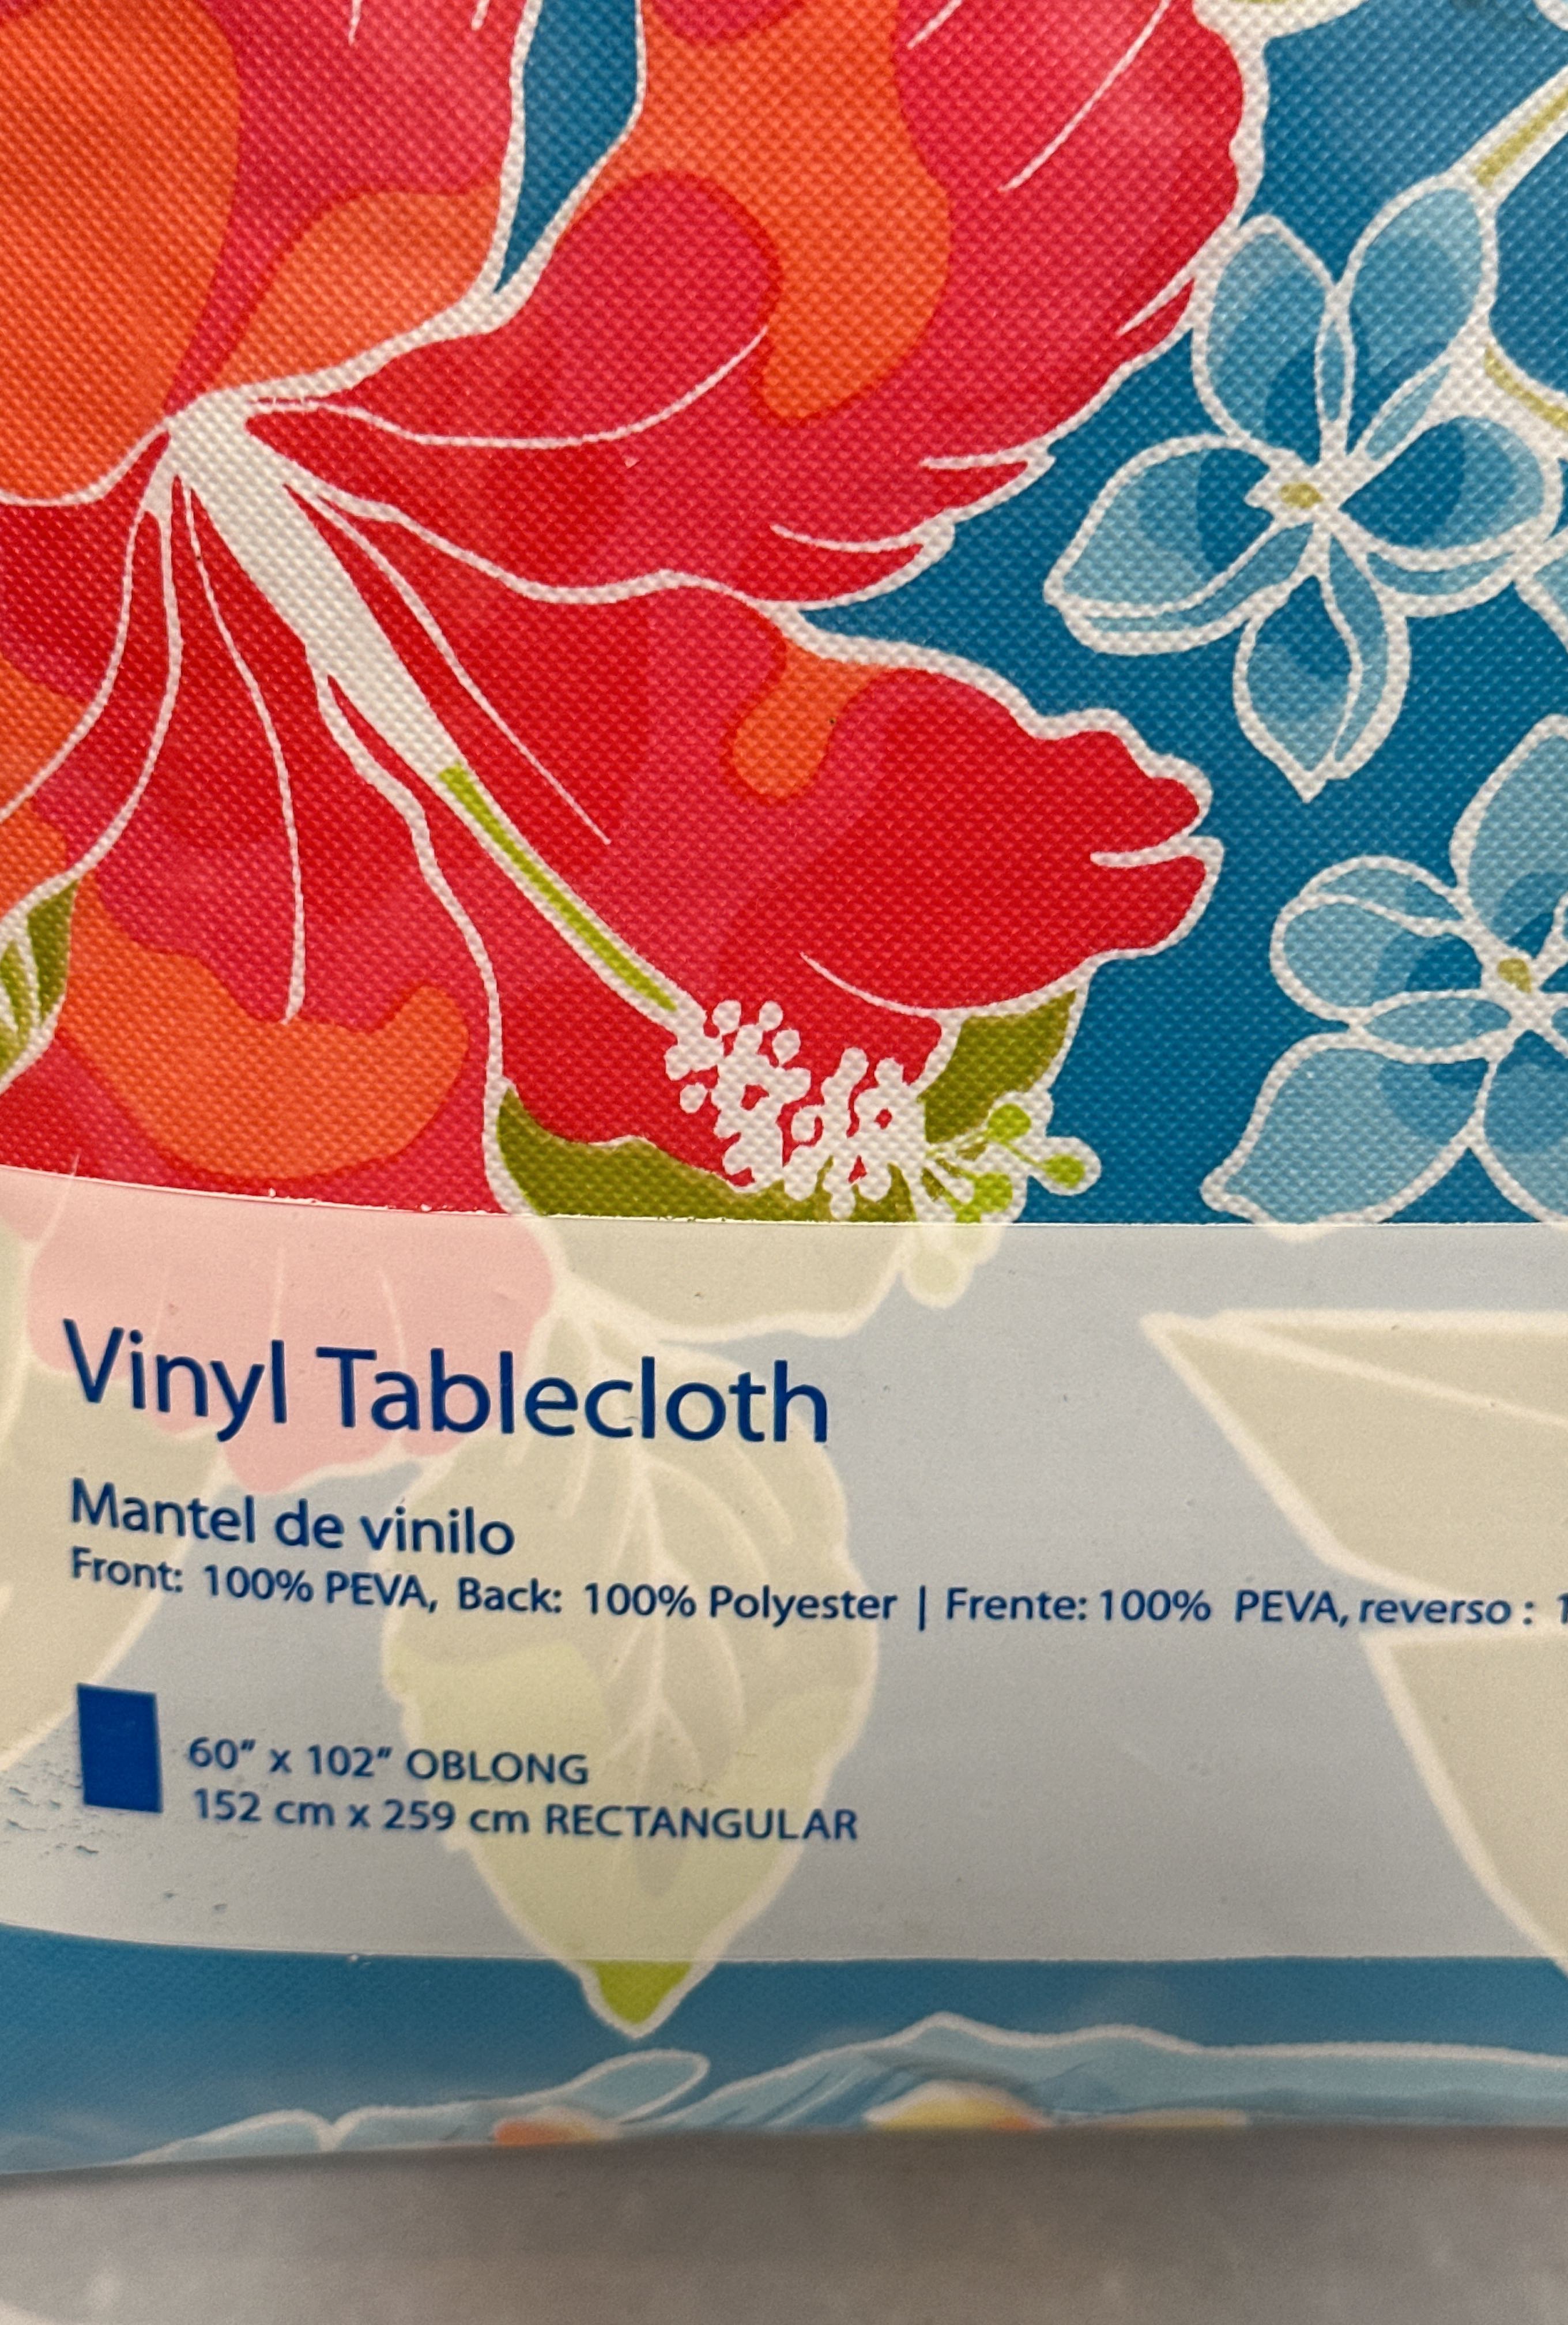 Vinyl Tablecloth
Mantel de vinilo
Front: 100% PEVA, Back: 100% Polyester | Frente: 100% PEVA, reverso :
60” x 102” OBLONG
152 cm x 259 cm RECTANGULAR